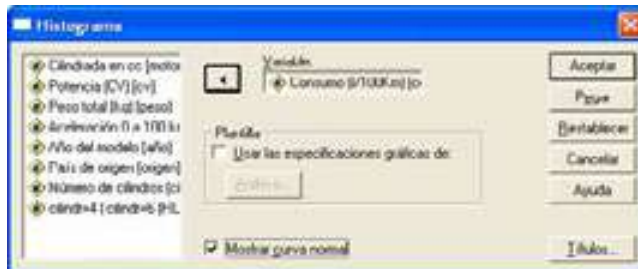 Histograma
Cilindrada en cc [motor
Potencia (CV) [cv]
Peso total (kg) [peso]
Aceleración 0 a 100 k
Año del modelo [año]
País de origen [origen]
Número de cilindros [ci
cilindr=4 | cilindr=6 (FIL
Variable:
Consumo (l/100Km) [co
Plantilla
Usar las especificaciones gráficas de:
Archivo...
Mostrar curva normal
Aceptar
Pegar
Restablecer
Cancelar
Ayuda
Títulos...